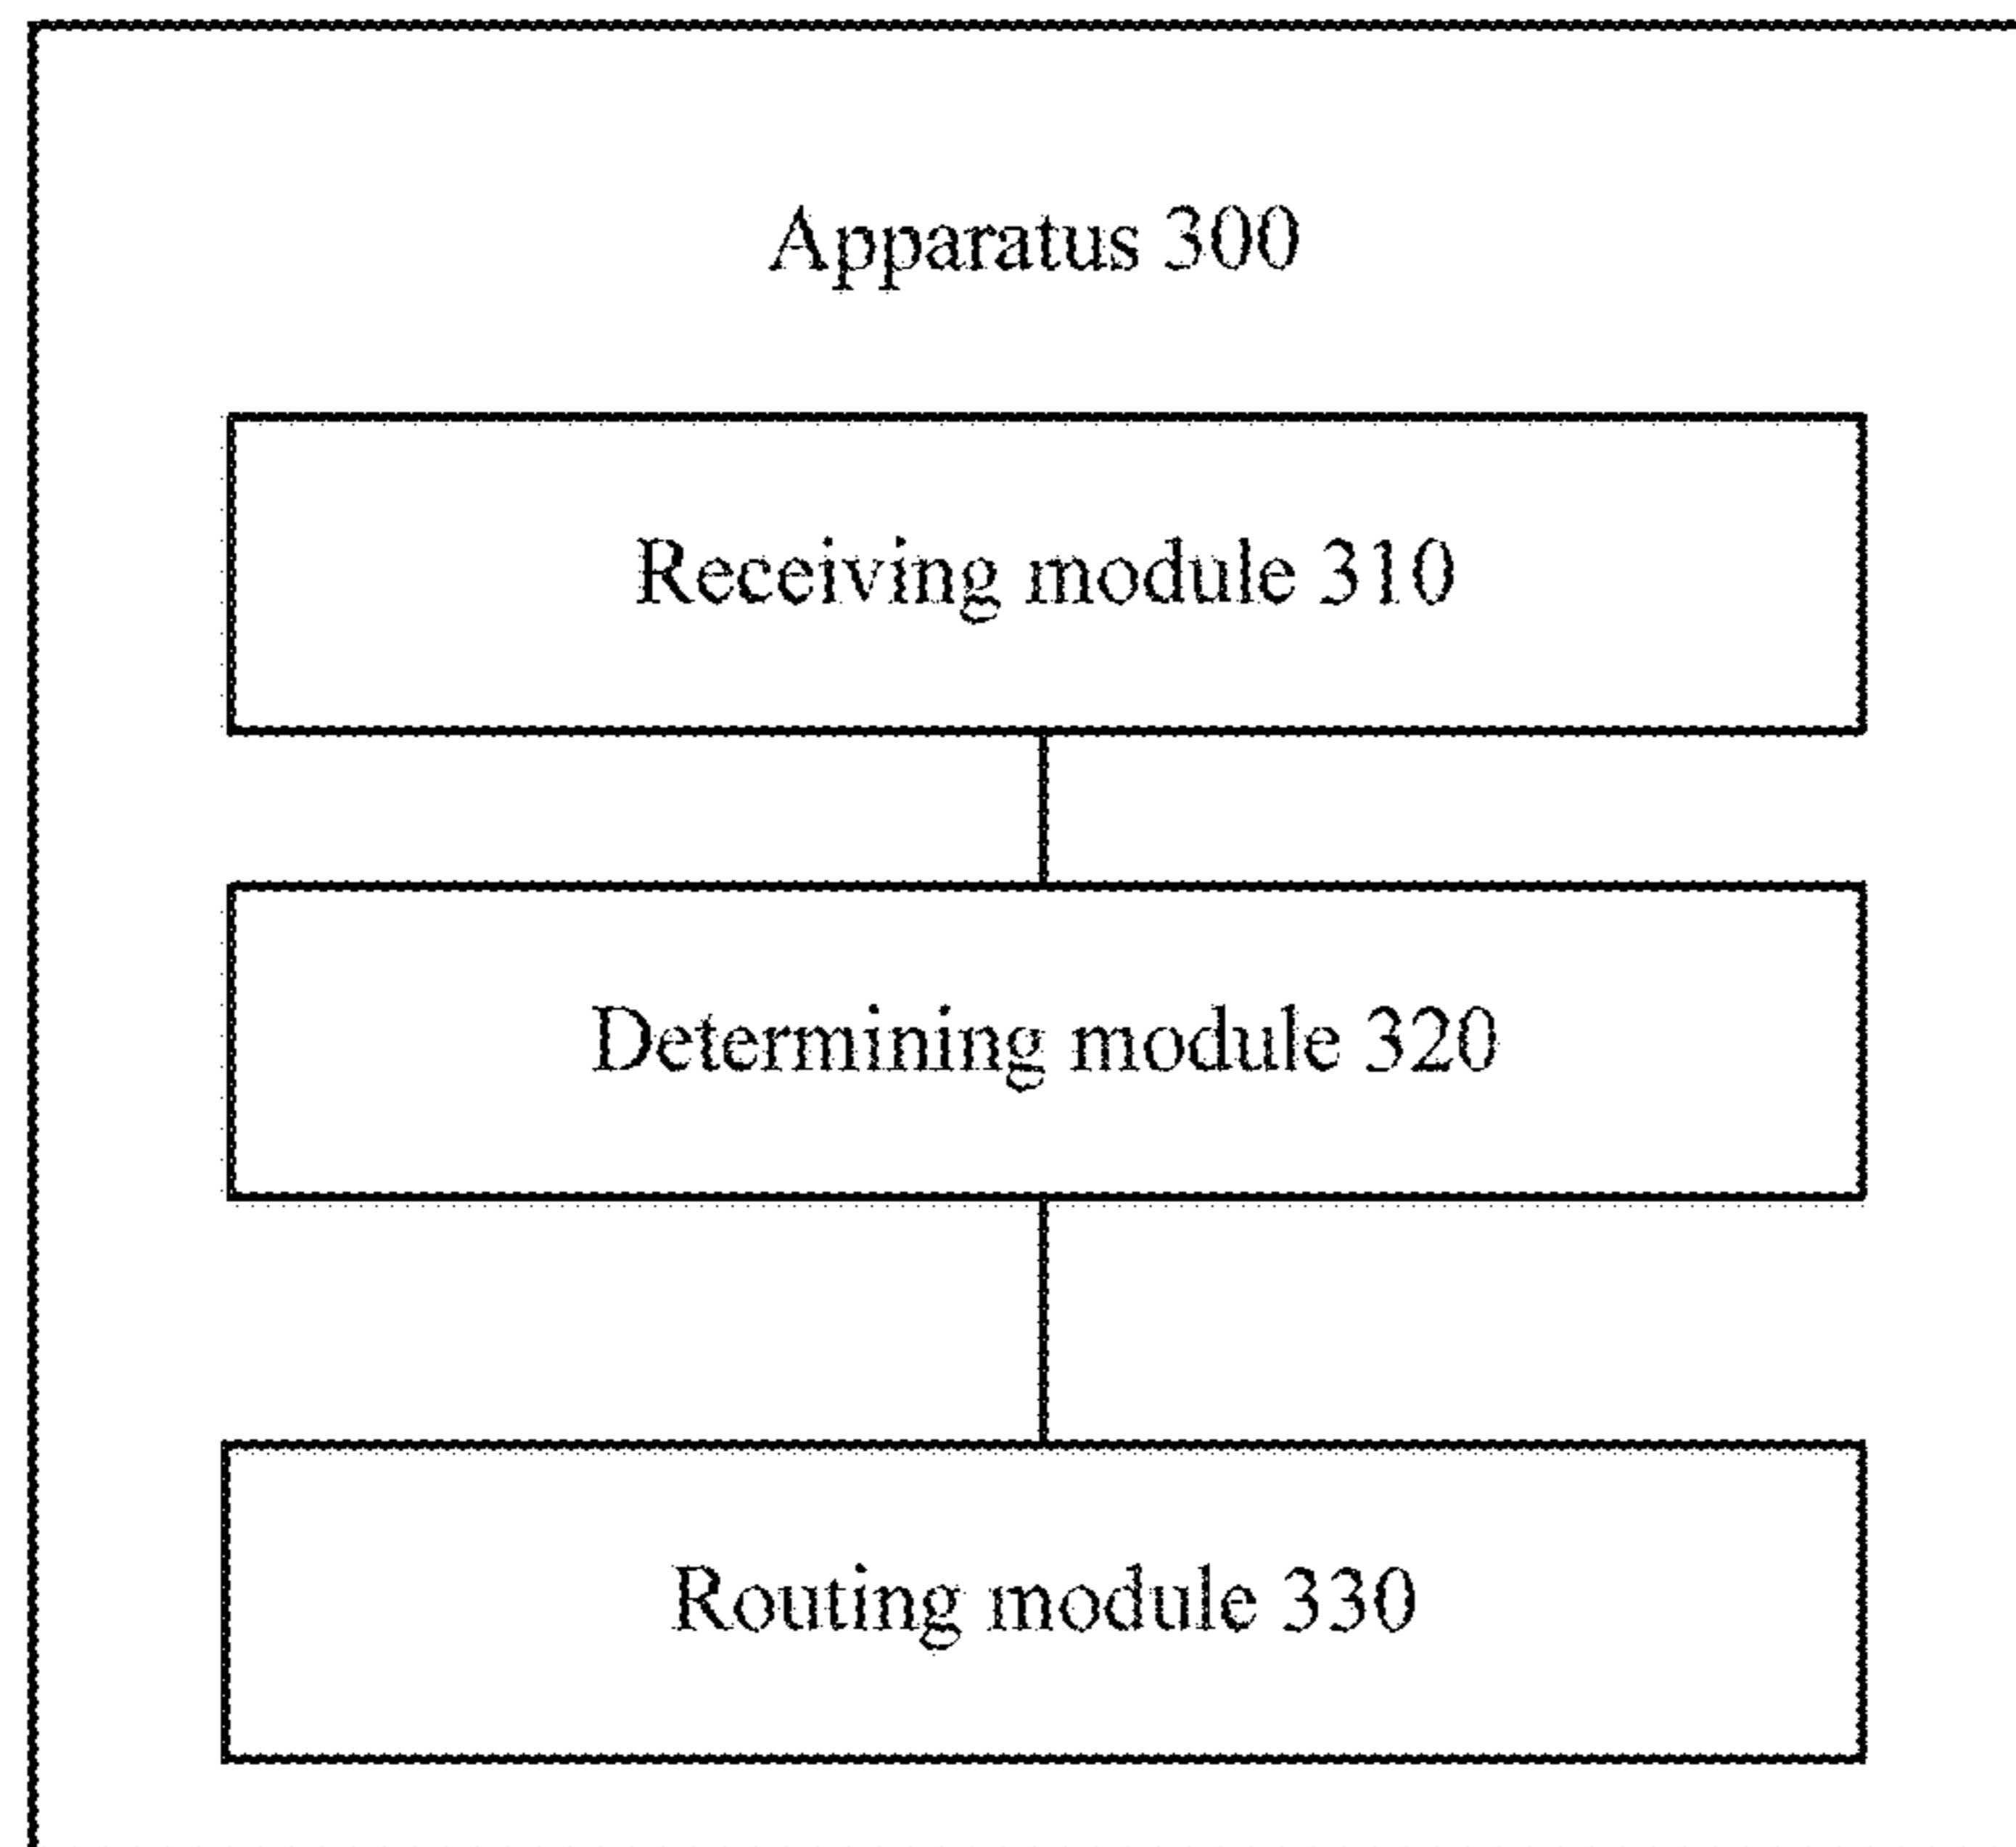 Apparatus 300
Receiving module 310
Determining module 320
Routing module 330